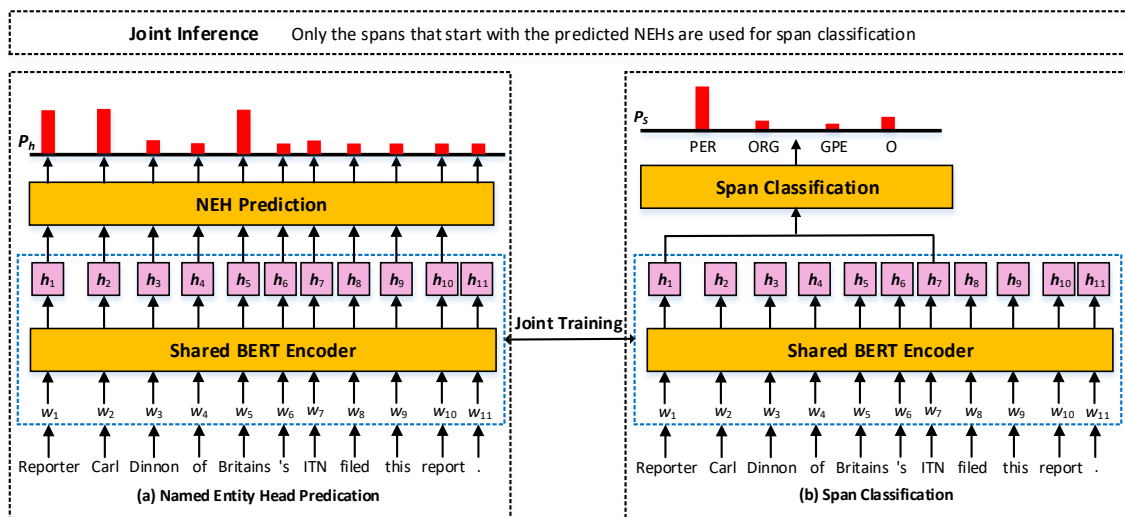 Joint Inference Only the spans that start with the predicted NEHs are used for span classification
Ph
NEH Prediction
h1 h2 h3 h4 h5 h6 h7 h8 h9 h10 h11
Shared BERT Encoder
w1 w2 w3 w4 w5 w6 w7 w8 w9 w10 w11
Reporter Carl Dinnon of Britains 's ITN filed this report .
(a) Named Entity Head Predication
Joint Training
Ps
PER ORG GPE O
Span Classification
h1 h2 h3 h4 h5 h6 h7 h8 h9 h10 h11
Shared BERT Encoder
w1 w2 w3 w4 w5 w6 w7 w8 w9 w10 w11
Reporter Carl Dinnon of Britains 's ITN filed this report .
(b) Span Classification